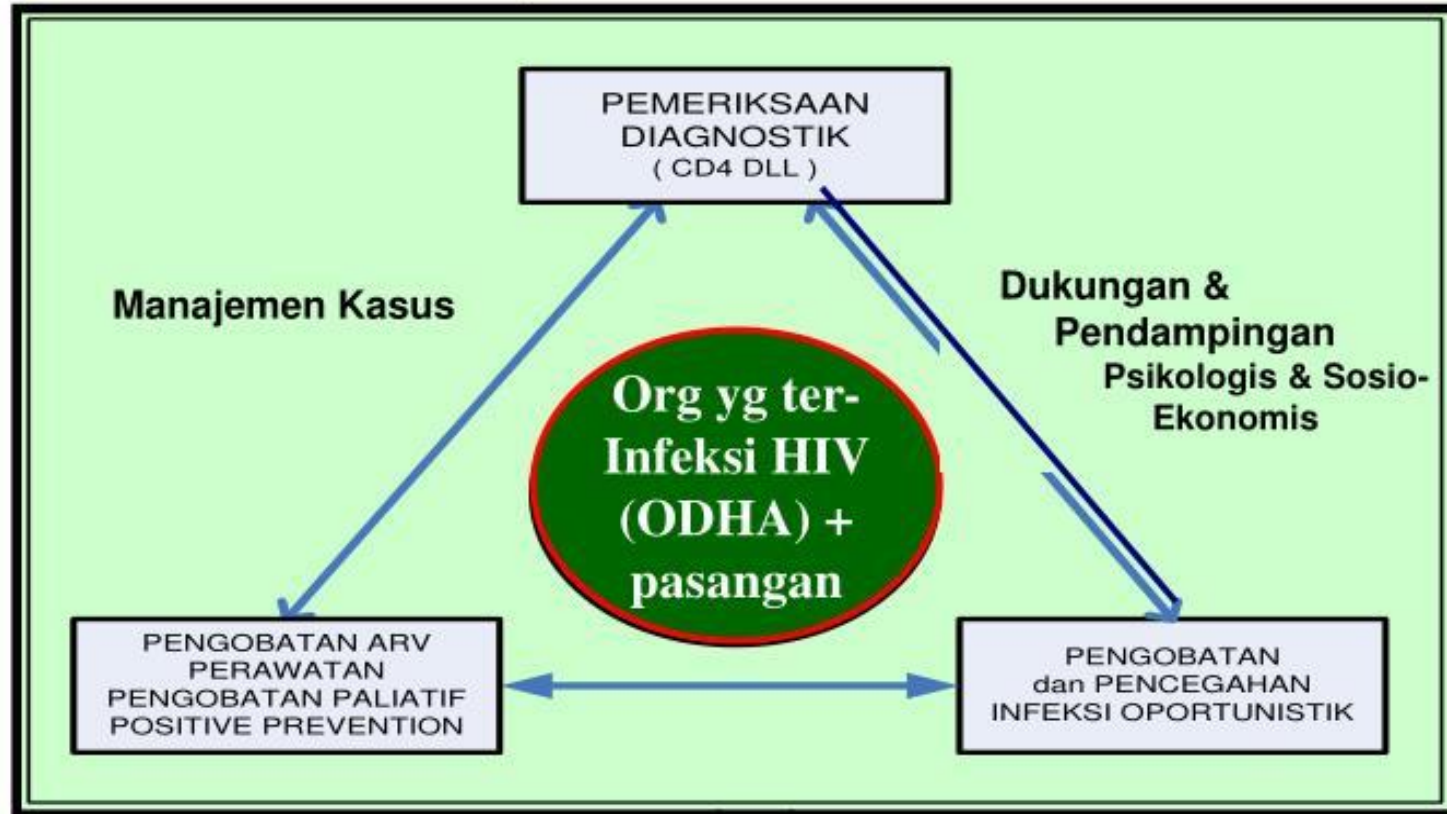 PEMERIKSAAN
DIAGNOSTIK
( CD4 DLL )
Manajemen Kasus
Dukungan &
Pendampingan
Psikologis & Sosio-
Ekonomis
Org yg ter-
Infeksi HIV
(ODHA) +
pasangan
PENGOBATAN ARV
PERAWATAN
PENGOBATAN PALIATIF
POSITIVE PREVENTION
PENGOBATAN
dan PENCEGAHAN
INFEKSI OPORTUNISTIK